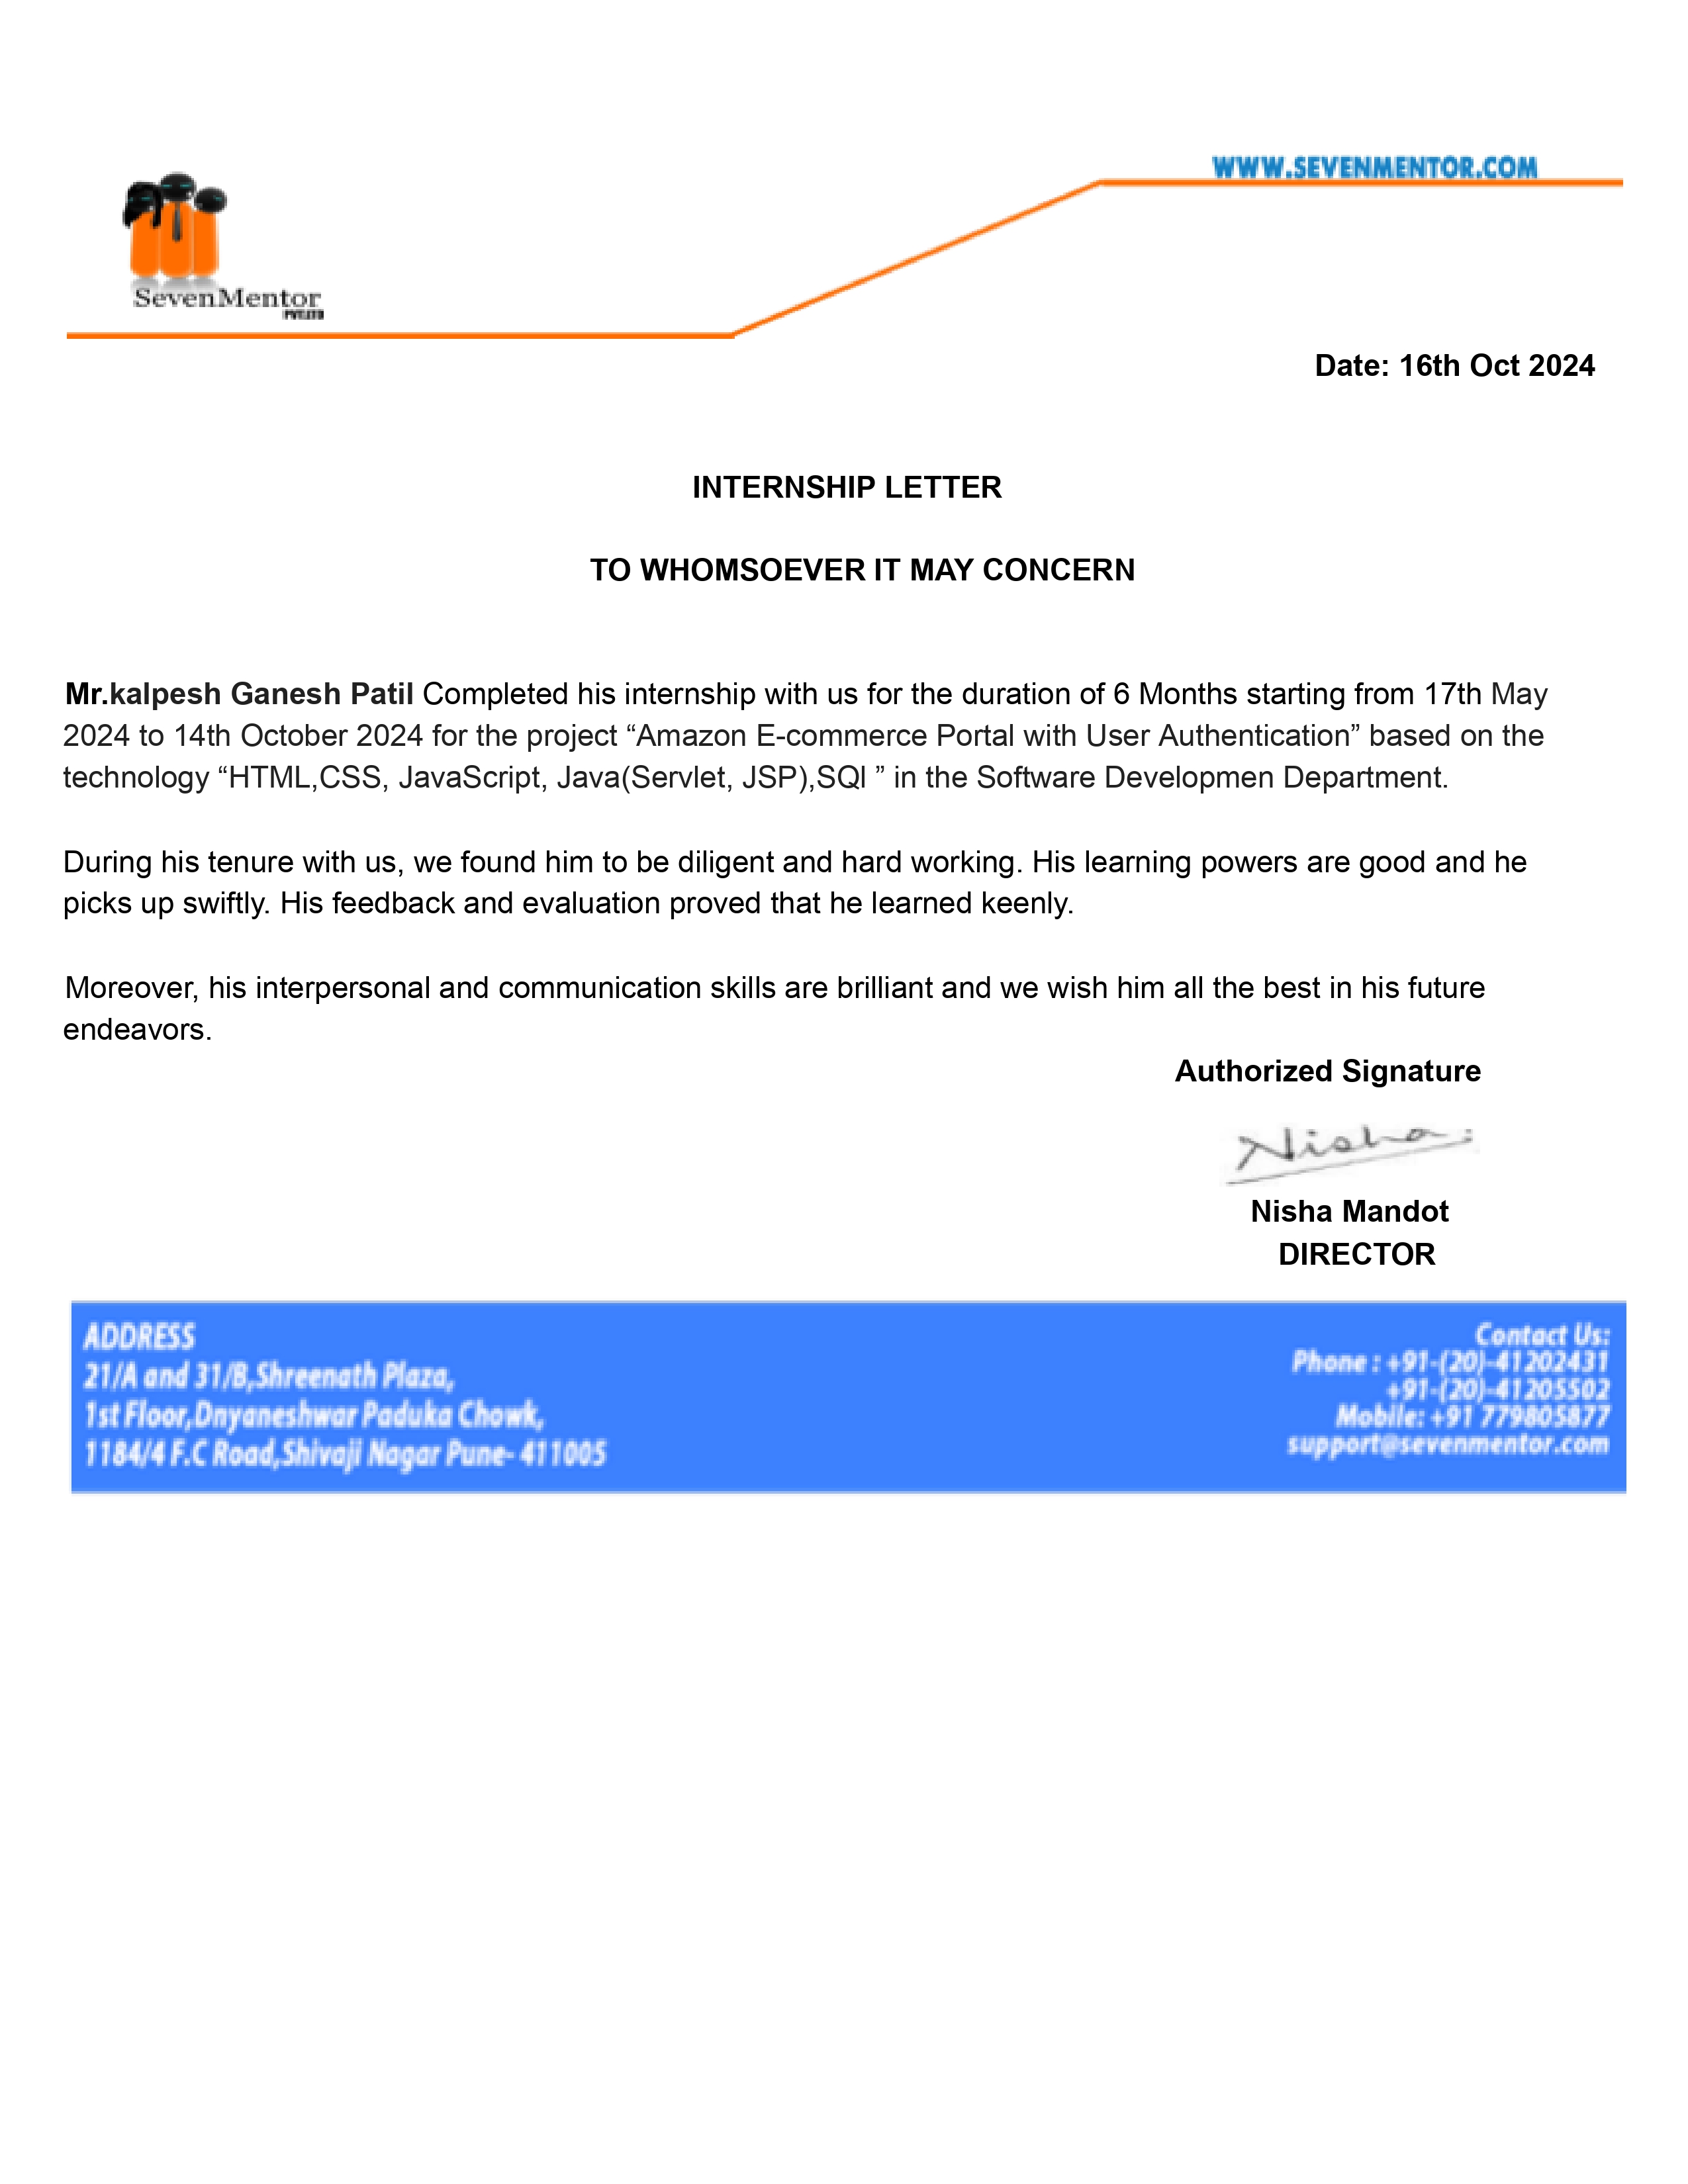 WWW.SEVENMENTOR.COM
SevenMentor
PVT.LTD
Date: 16th Oct 2024
INTERNSHIP LETTER
TO WHOMSOEVER IT MAY CONCERN
Mr.kalpesh Ganesh Patil Completed his internship with us for the duration of 6 Months starting from 17th May
2024 to 14th October 2024 for the project “Amazon E-commerce Portal with User Authentication” based on the
technology “HTML,CSS, JavaScript, Java(Servlet, JSP),SQl ” in the Software Developmen Department.
During his tenure with us, we found him to be diligent and hard working. His learning powers are good and he
picks up swiftly. His feedback and evaluation proved that he learned keenly.
Moreover, his interpersonal and communication skills are brilliant and we wish him all the best in his future
endeavors.
Authorized Signature
Nisha
Nisha Mandot
DIRECTOR
ADDRESS
21/A and 31/B,Shreenath Plaza,
1st Floor,Dnyaneshwar Paduka Chowk,
1184/4 F.C Road,Shivaji Nagar Pune- 411005
Contact Us:
Phone : +91-(20)-41202431
+91-(20)-41205502
Mobile: +91 779805877
support@sevenmentor.com